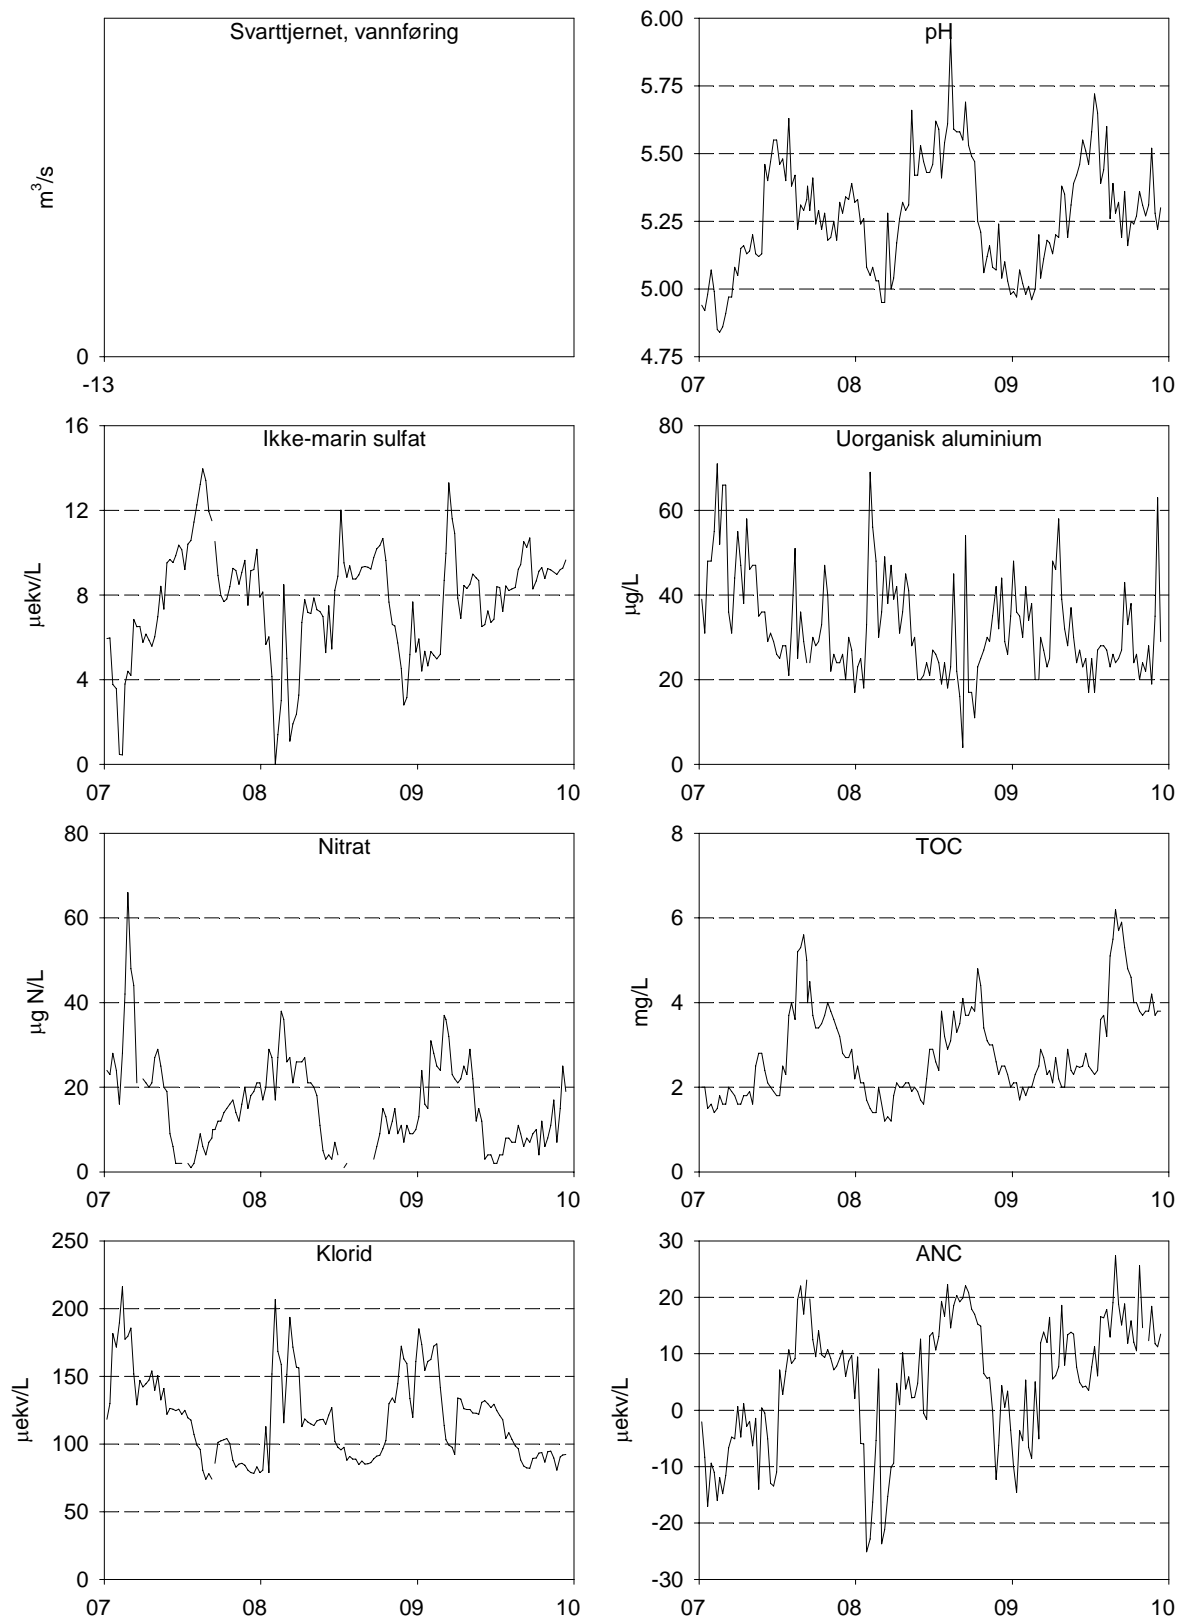 Svarttjernet, vannføring
m³/s
0
-13
pH
6.00
5.75
5.50
5.25
5.00
4.75
07 08 09 10
Ikke-marin sulfat
µekv/L
16
12
8
4
0
07 08 09 10
Uorganisk aluminium
µg/L
80
60
40
20
0
07 08 09 10
Nitrat
µg N/L
80
60
40
20
0
07 08 09 10
TOC
mg/L
8
6
4
2
0
07 08 09 10
Klorid
µekv/L
250
200
150
100
50
0
07 08 09 10
ANC
µekv/L
30
20
10
0
-10
-20
-30
07 08 09 10